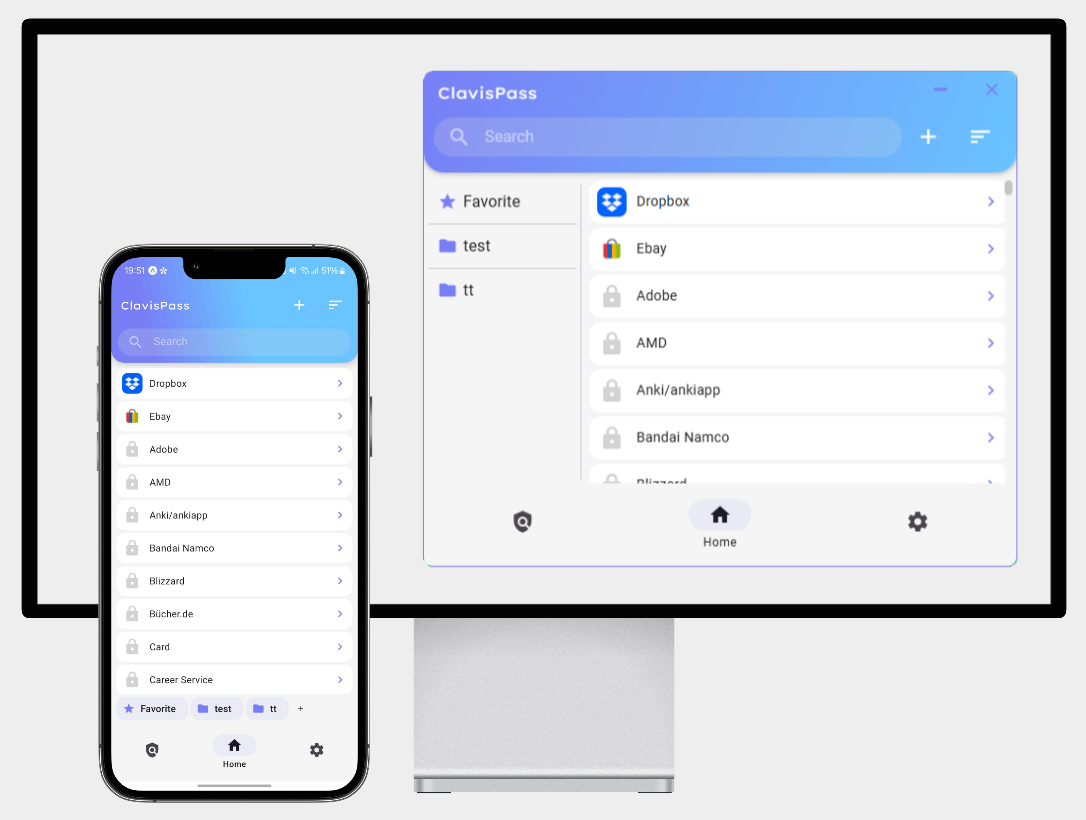 ClavisPass
Search
Favorite
test
tt
Dropbox
Ebay
Adobe
AMD
Anki/ankiapp
Bandai Namco
Blizzard
Home
19:51
51%
ClavisPass
Search
Dropbox
Ebay
Adobe
AMD
Anki/ankiapp
Bandai Namco
Blizzard
Bücher.de
Card
Career Service
Favorite test tt +
Home